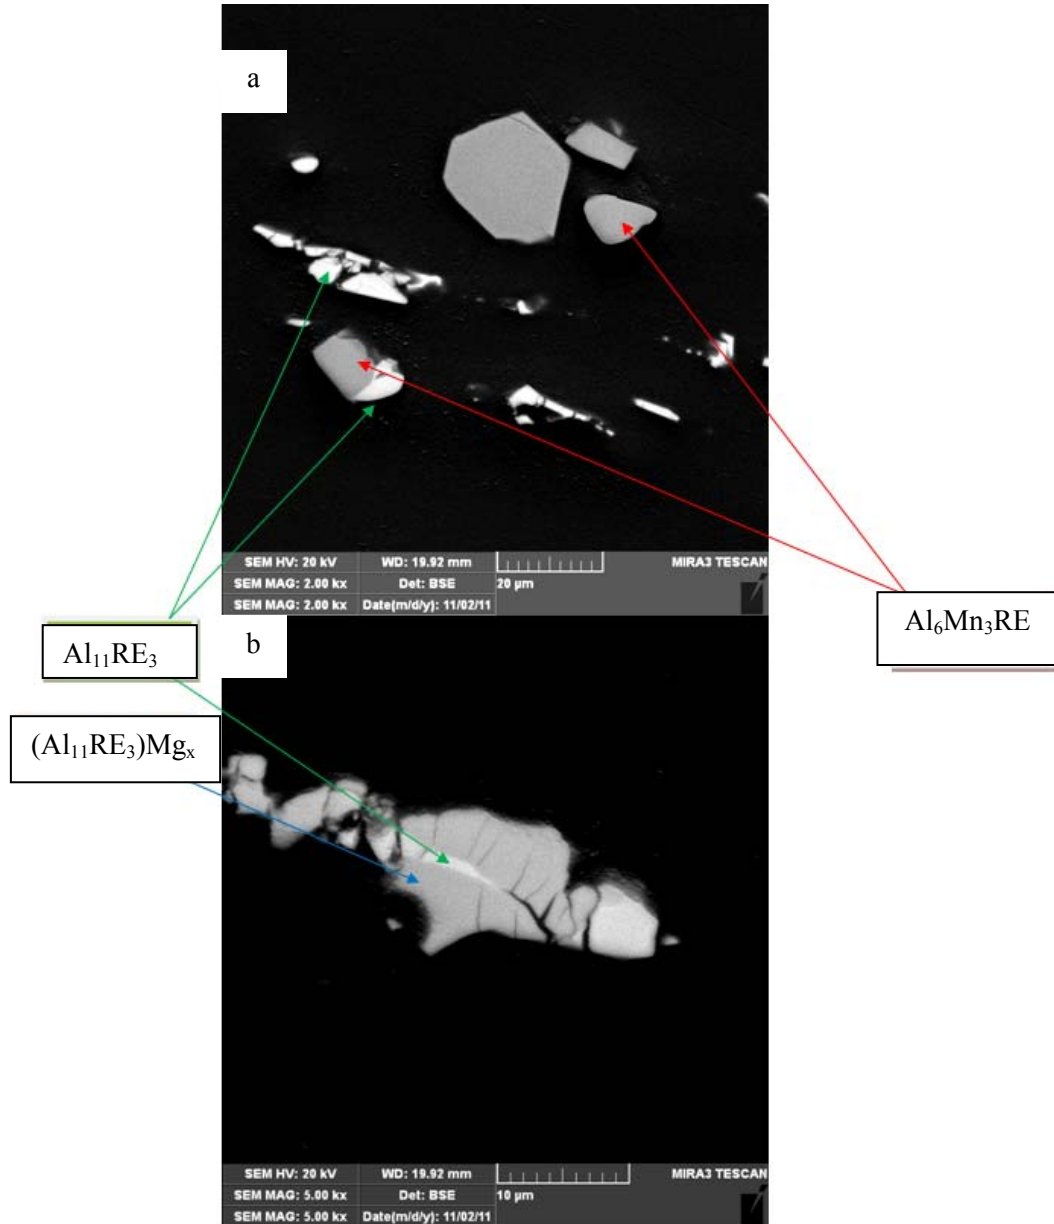 a
SEM HV: 20 kV WD: 19.92 mm MIRA3 TESCAN
SEM MAG: 2.00 kx Det: BSE 20 µm
SEM MAG: 2.00 kx Date(m/d/y): 11/02/11
Al₁₁RE₃
Al₆Mn₃RE
b
(Al₁₁RE₃)Mgₓ
SEM HV: 20 kV WD: 19.92 mm MIRA3 TESCAN
SEM MAG: 5.00 kx Det: BSE 10 µm
SEM MAG: 5.00 kx Date(m/d/y): 11/02/11